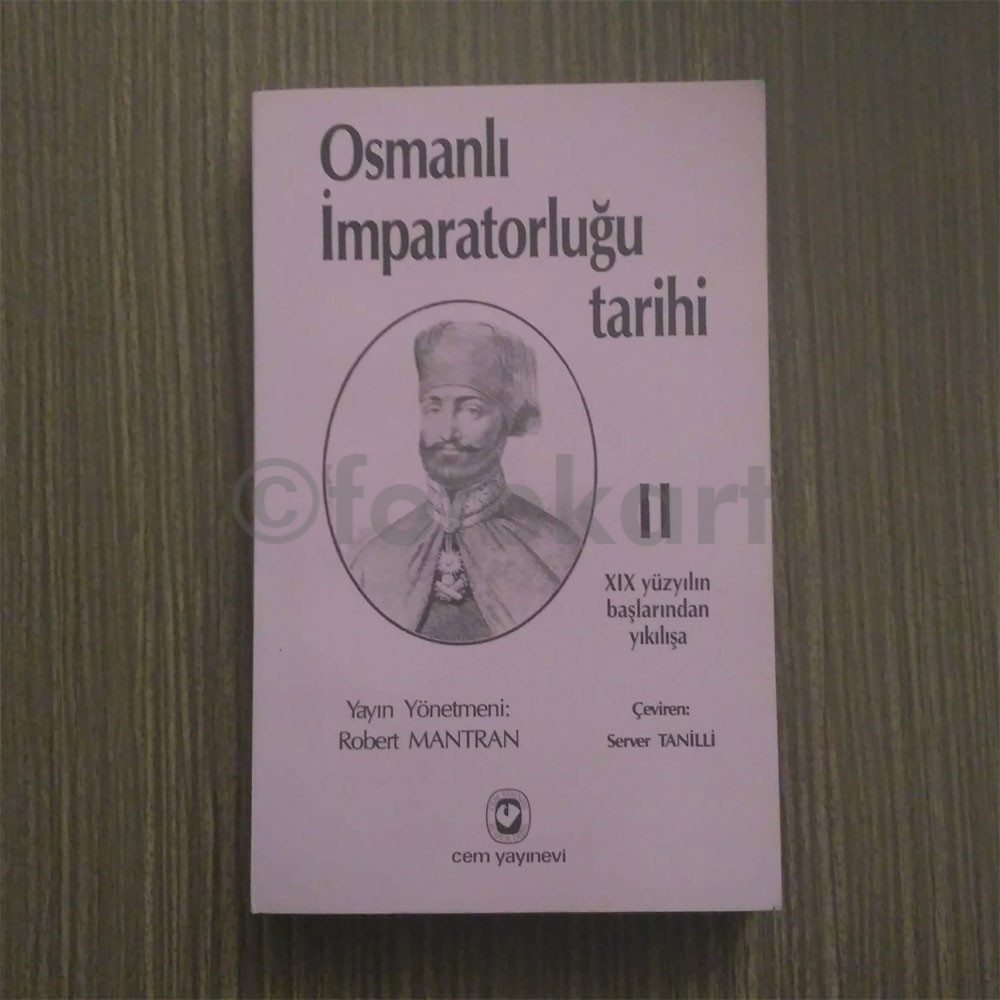 Osmanlı
İmparatorluğu
tarihi
II
XIX yüzyılın
başlarından
yıkılışa
Yayın Yönetmeni:
Robert MANTRAN
Çeviren:
Server TANİLLİ
cem yayınevi